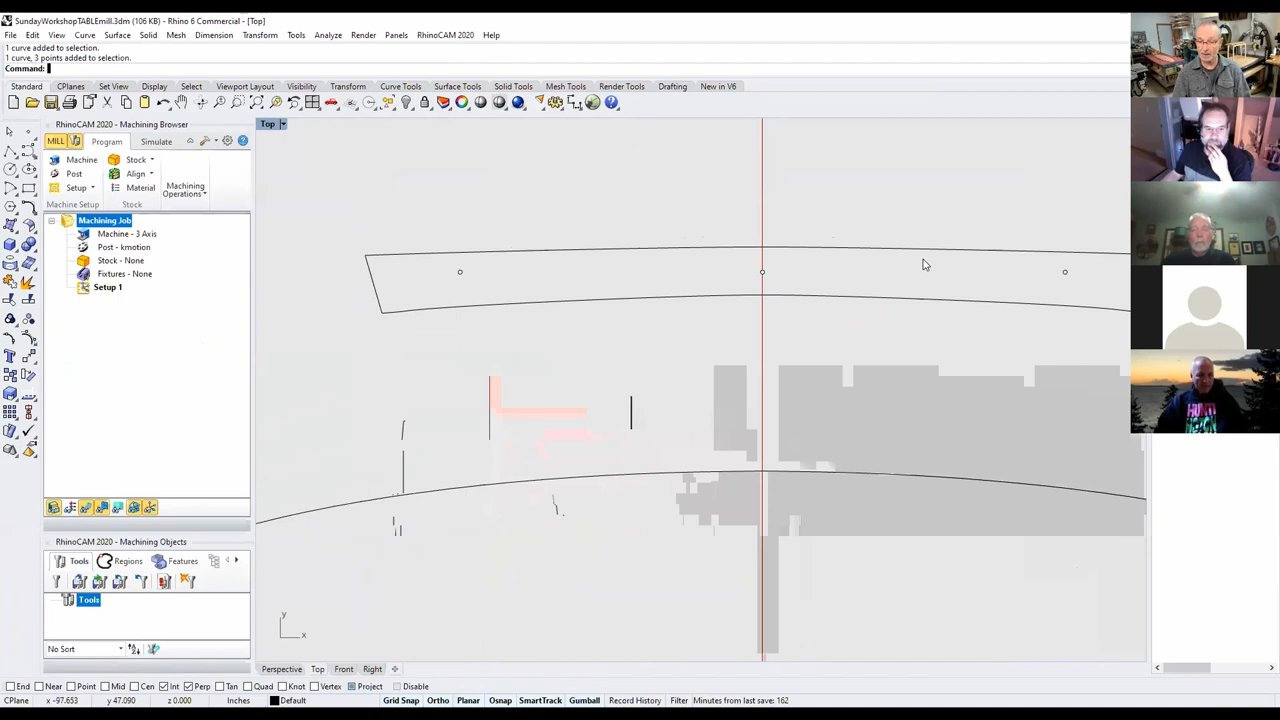 SundayWorkshopTABLEmill.3dm (106 KB) - Rhino 6 Commercial - [Top]
File Edit View Curve Surface Solid Mesh Dimension Transform Tools Analyze Render Panels RhinoCAM 2020 Help
1 curve added to selection.
1 curve, 3 points added to selection.
Command:
Standard CPlanes Set View Display Select Viewport Layout Visibility Transform Curve Tools Surface Tools Solid Tools Mesh Tools Render Tools Drafting New in V6
RhinoCAM 2020 - Machining Browser
MILL Program Simulate
Machine Stock
Post Align
Setup Material
Machining Operations
Machine Setup Stock
Machining Job
Machine - 3 Axis
Post - kmotion
Stock - None
Fixtures - None
Setup 1
Top
RhinoCAM 2020 - Machining Objects
Tools Regions Features
Tools
No Sort
y
x
Perspective Top Front Right
End Near Point Mid Cen Int Perp Tan Quad Knot Vertex Project Disable
CPlane x -97.653 y 47.090 z 0.000 Inches Default Grid Snap Ortho Planar Osnap SmartTrack Gumball Record History Filter Minutes from last save: 162